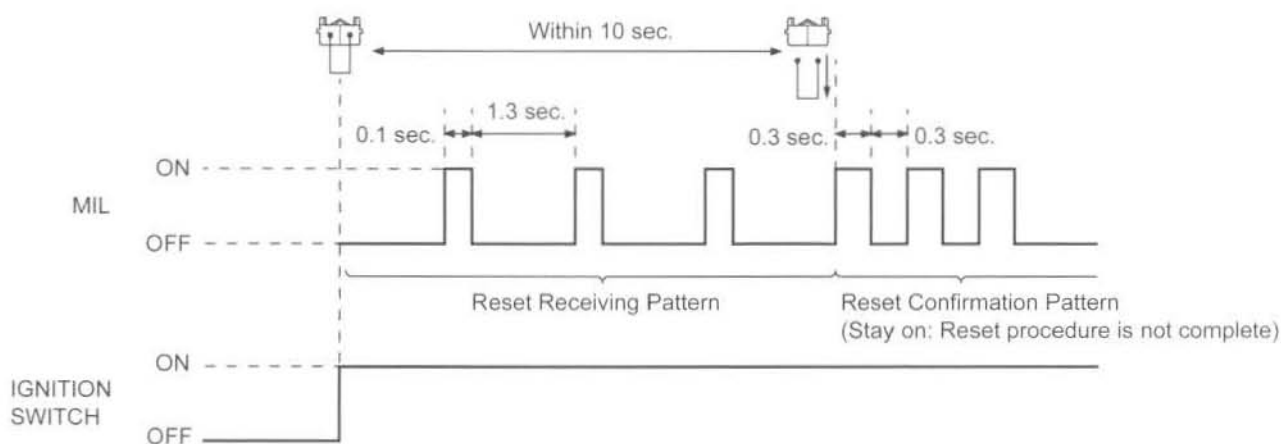 Within 10 sec.
1.3 sec.
0.1 sec.
0.3 sec.
0.3 sec.
ON
MIL
OFF
Reset Receiving Pattern
Reset Confirmation Pattern
(Stay on: Reset procedure is not complete)
ON
IGNITION
SWITCH
OFF